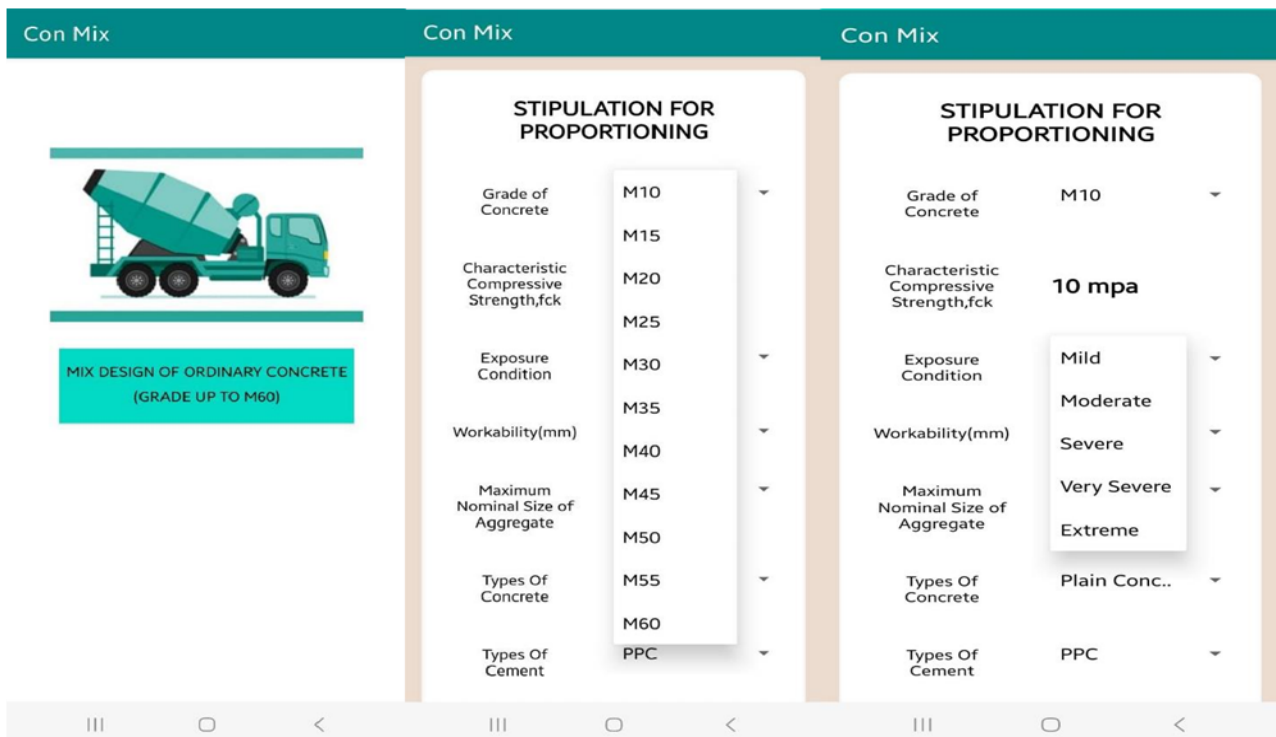 Con Mix
MIX DESIGN OF ORDINARY CONCRETE
(GRADE UP TO M60)
Con Mix
STIPULATION FOR
PROPORTIONING
Grade of
Concrete
M10
M15
Characteristic
Compressive
Strength,fck
M20
M25
Exposure
Condition
M30
M35
Workability(mm)
M40
Maximum
Nominal Size of
Aggregate
M45
M50
Types Of
Concrete
M55
M60
Types Of
Cement
PPC
Con Mix
STIPULATION FOR
PROPORTIONING
Grade of
Concrete
M10
Characteristic
Compressive
Strength,fck
10 mpa
Exposure
Condition
Mild
Moderate
Workability(mm)
Severe
Maximum
Nominal Size of
Aggregate
Very Severe
Extreme
Types Of
Concrete
Plain Conc..
Types Of
Cement
PPC